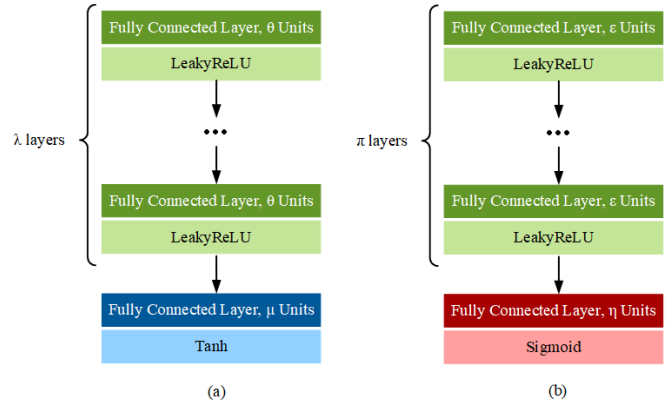 Fully Connected Layer, θ Units
LeakyReLU
λ layers
Fully Connected Layer, θ Units
LeakyReLU
Fully Connected Layer, μ Units
Tanh
(a)
Fully Connected Layer, ε Units
LeakyReLU
π layers
Fully Connected Layer, ε Units
LeakyReLU
Fully Connected Layer, η Units
Sigmoid
(b)